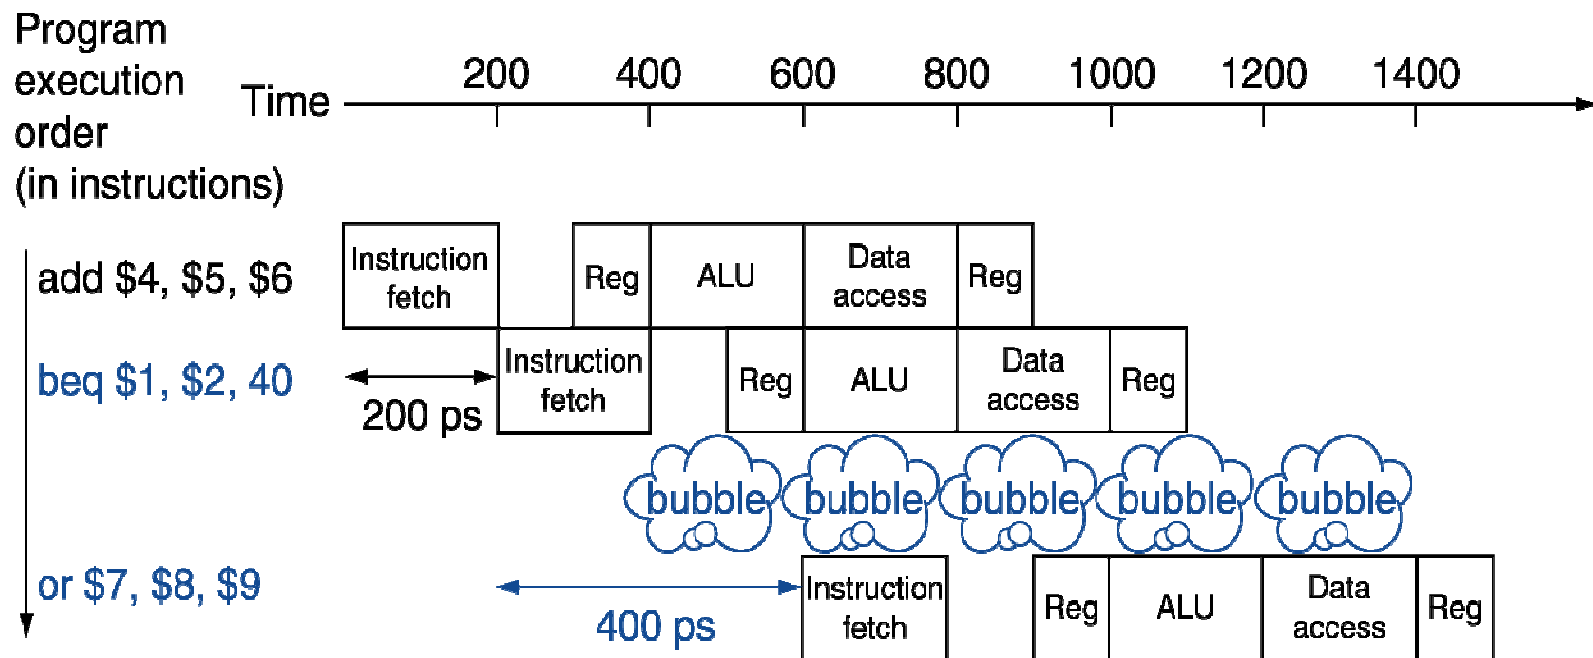 Program
execution
order
(in instructions)
Time
200 400 600 800 1000 1200 1400
add $4, $5, $6
Instruction
fetch
Reg
ALU
Data
access
Reg
beq $1, $2, 40
200 ps
Instruction
fetch
Reg
ALU
Data
access
Reg
bubble bubble bubble bubble bubble
or $7, $8, $9
400 ps
Instruction
fetch
Reg
ALU
Data
access
Reg